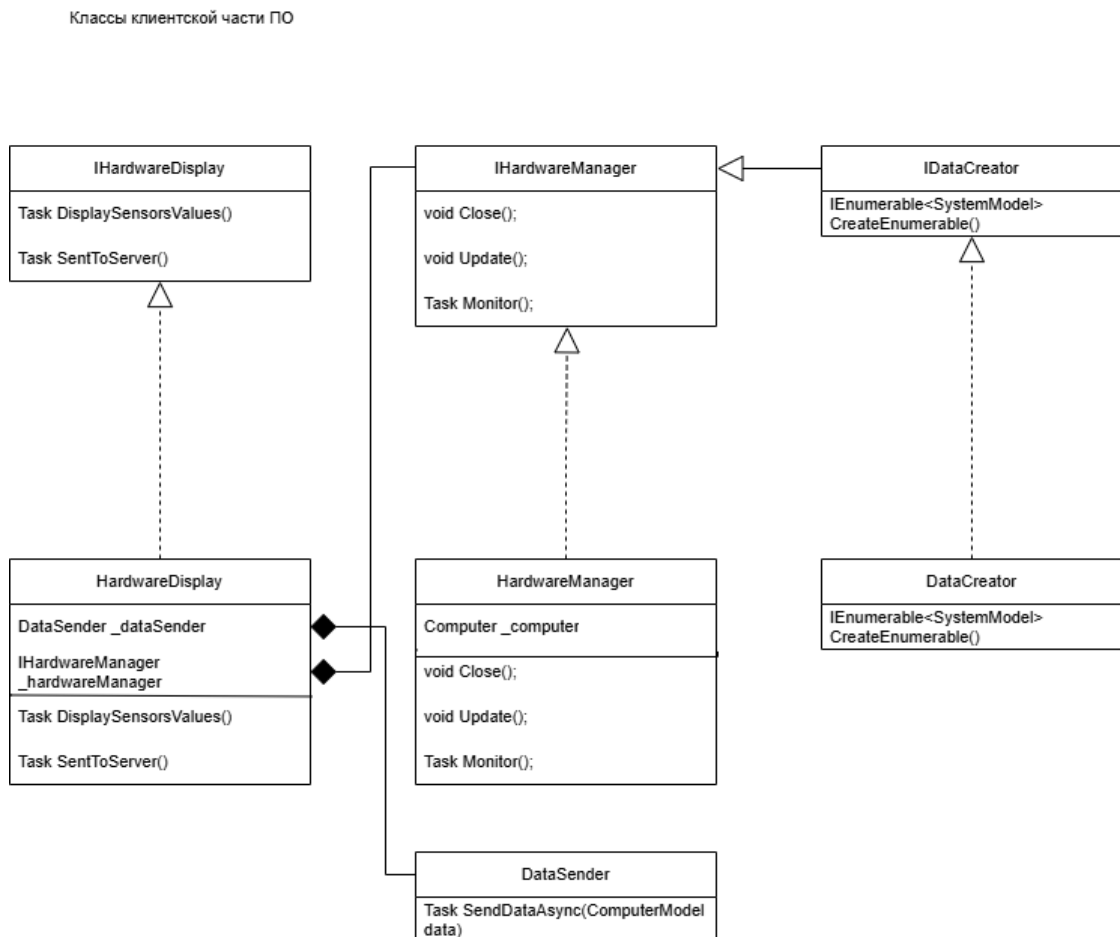 Классы клиентской части ПО
IHardwareDisplay
Task DisplaySensorsValues()
Task SentToServer()
IHardwareManager
void Close();
void Update();
Task Monitor();
IDataCreator
IEnumerable<SystemModel>
CreateEnumerable()
HardwareDisplay
DataSender _dataSender
IHardwareManager
_hardwareManager
Task DisplaySensorsValues()
Task SentToServer()
HardwareManager
Computer _computer
void Close();
void Update();
Task Monitor();
DataCreator
IEnumerable<SystemModel>
CreateEnumerable()
DataSender
Task SendDataAsync(ComputerModel
data)